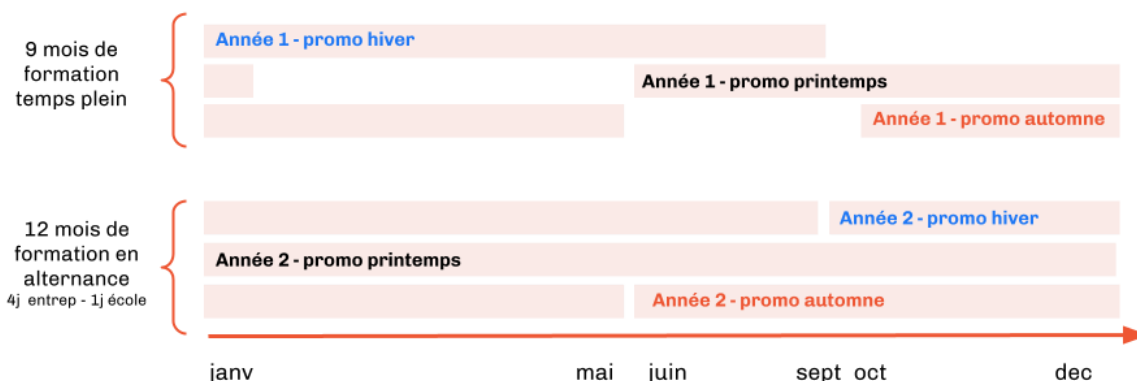 9 mois de
formation
temps plein
Année 1 - promo hiver
Année 1 - promo printemps
Année 1 - promo automne
12 mois de
formation en
alternance
4j entrep - 1j école
Année 2 - promo hiver
Année 2 - promo printemps
Année 2 - promo automne
janv mai juin sept oct dec